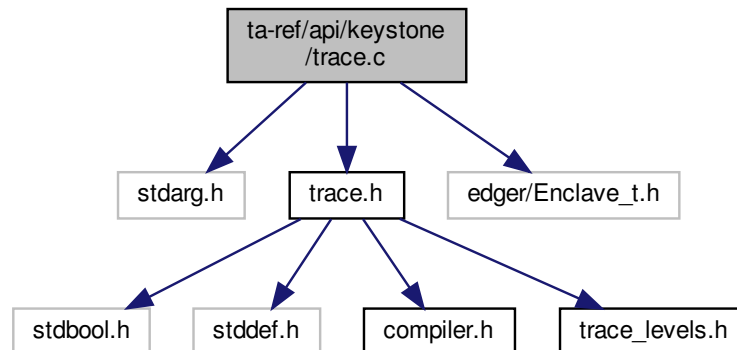 ta-ref/api/keystone
/trace.c
stdarg.h
trace.h
edger/Enclave_t.h
stdbool.h
stddef.h
compiler.h
trace_levels.h